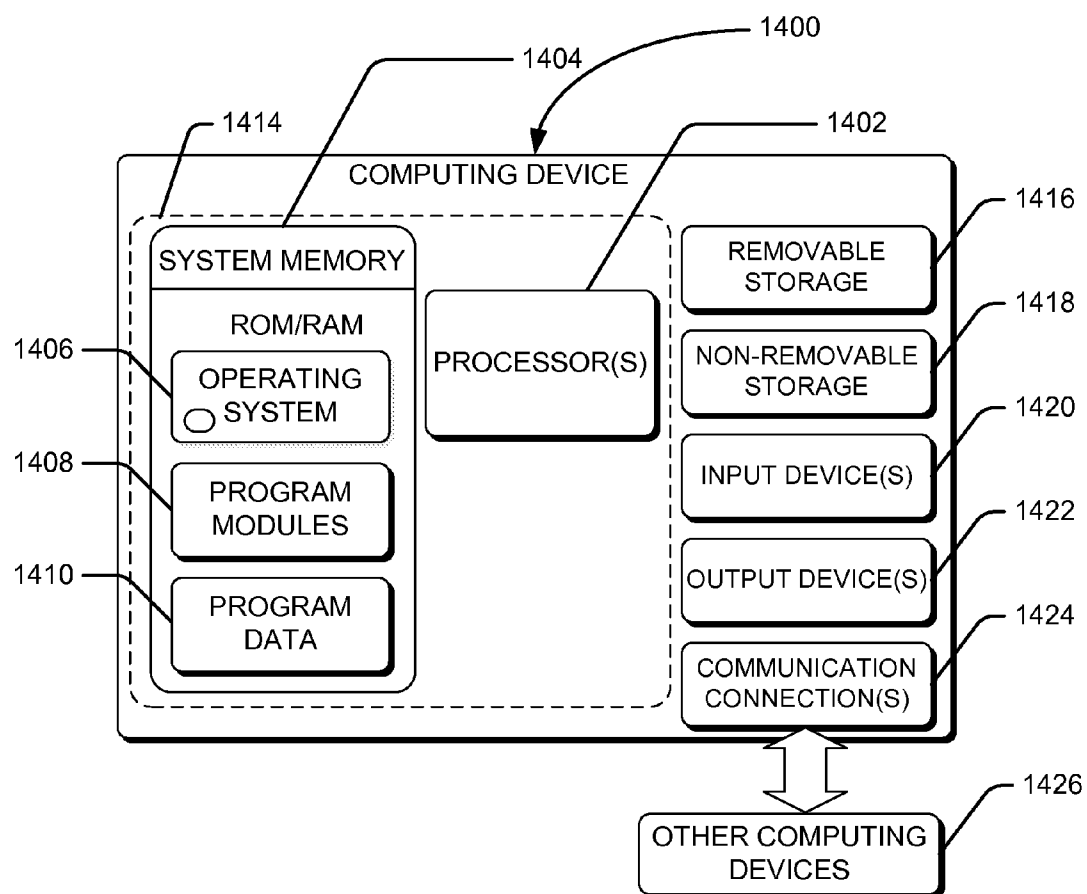 1400
1404
1414
1402
COMPUTING DEVICE
1416
SYSTEM MEMORY
REMOVABLE
STORAGE
ROM/RAM
1418
1406
PROCESSOR(S)
NON-REMOVABLE
STORAGE
OPERATING
SYSTEM
1420
1408
INPUT DEVICE(S)
PROGRAM
MODULES
1422
1410
OUTPUT DEVICE(S)
PROGRAM
DATA
1424
COMMUNICATION
CONNECTION(S)
1426
OTHER COMPUTING
DEVICES